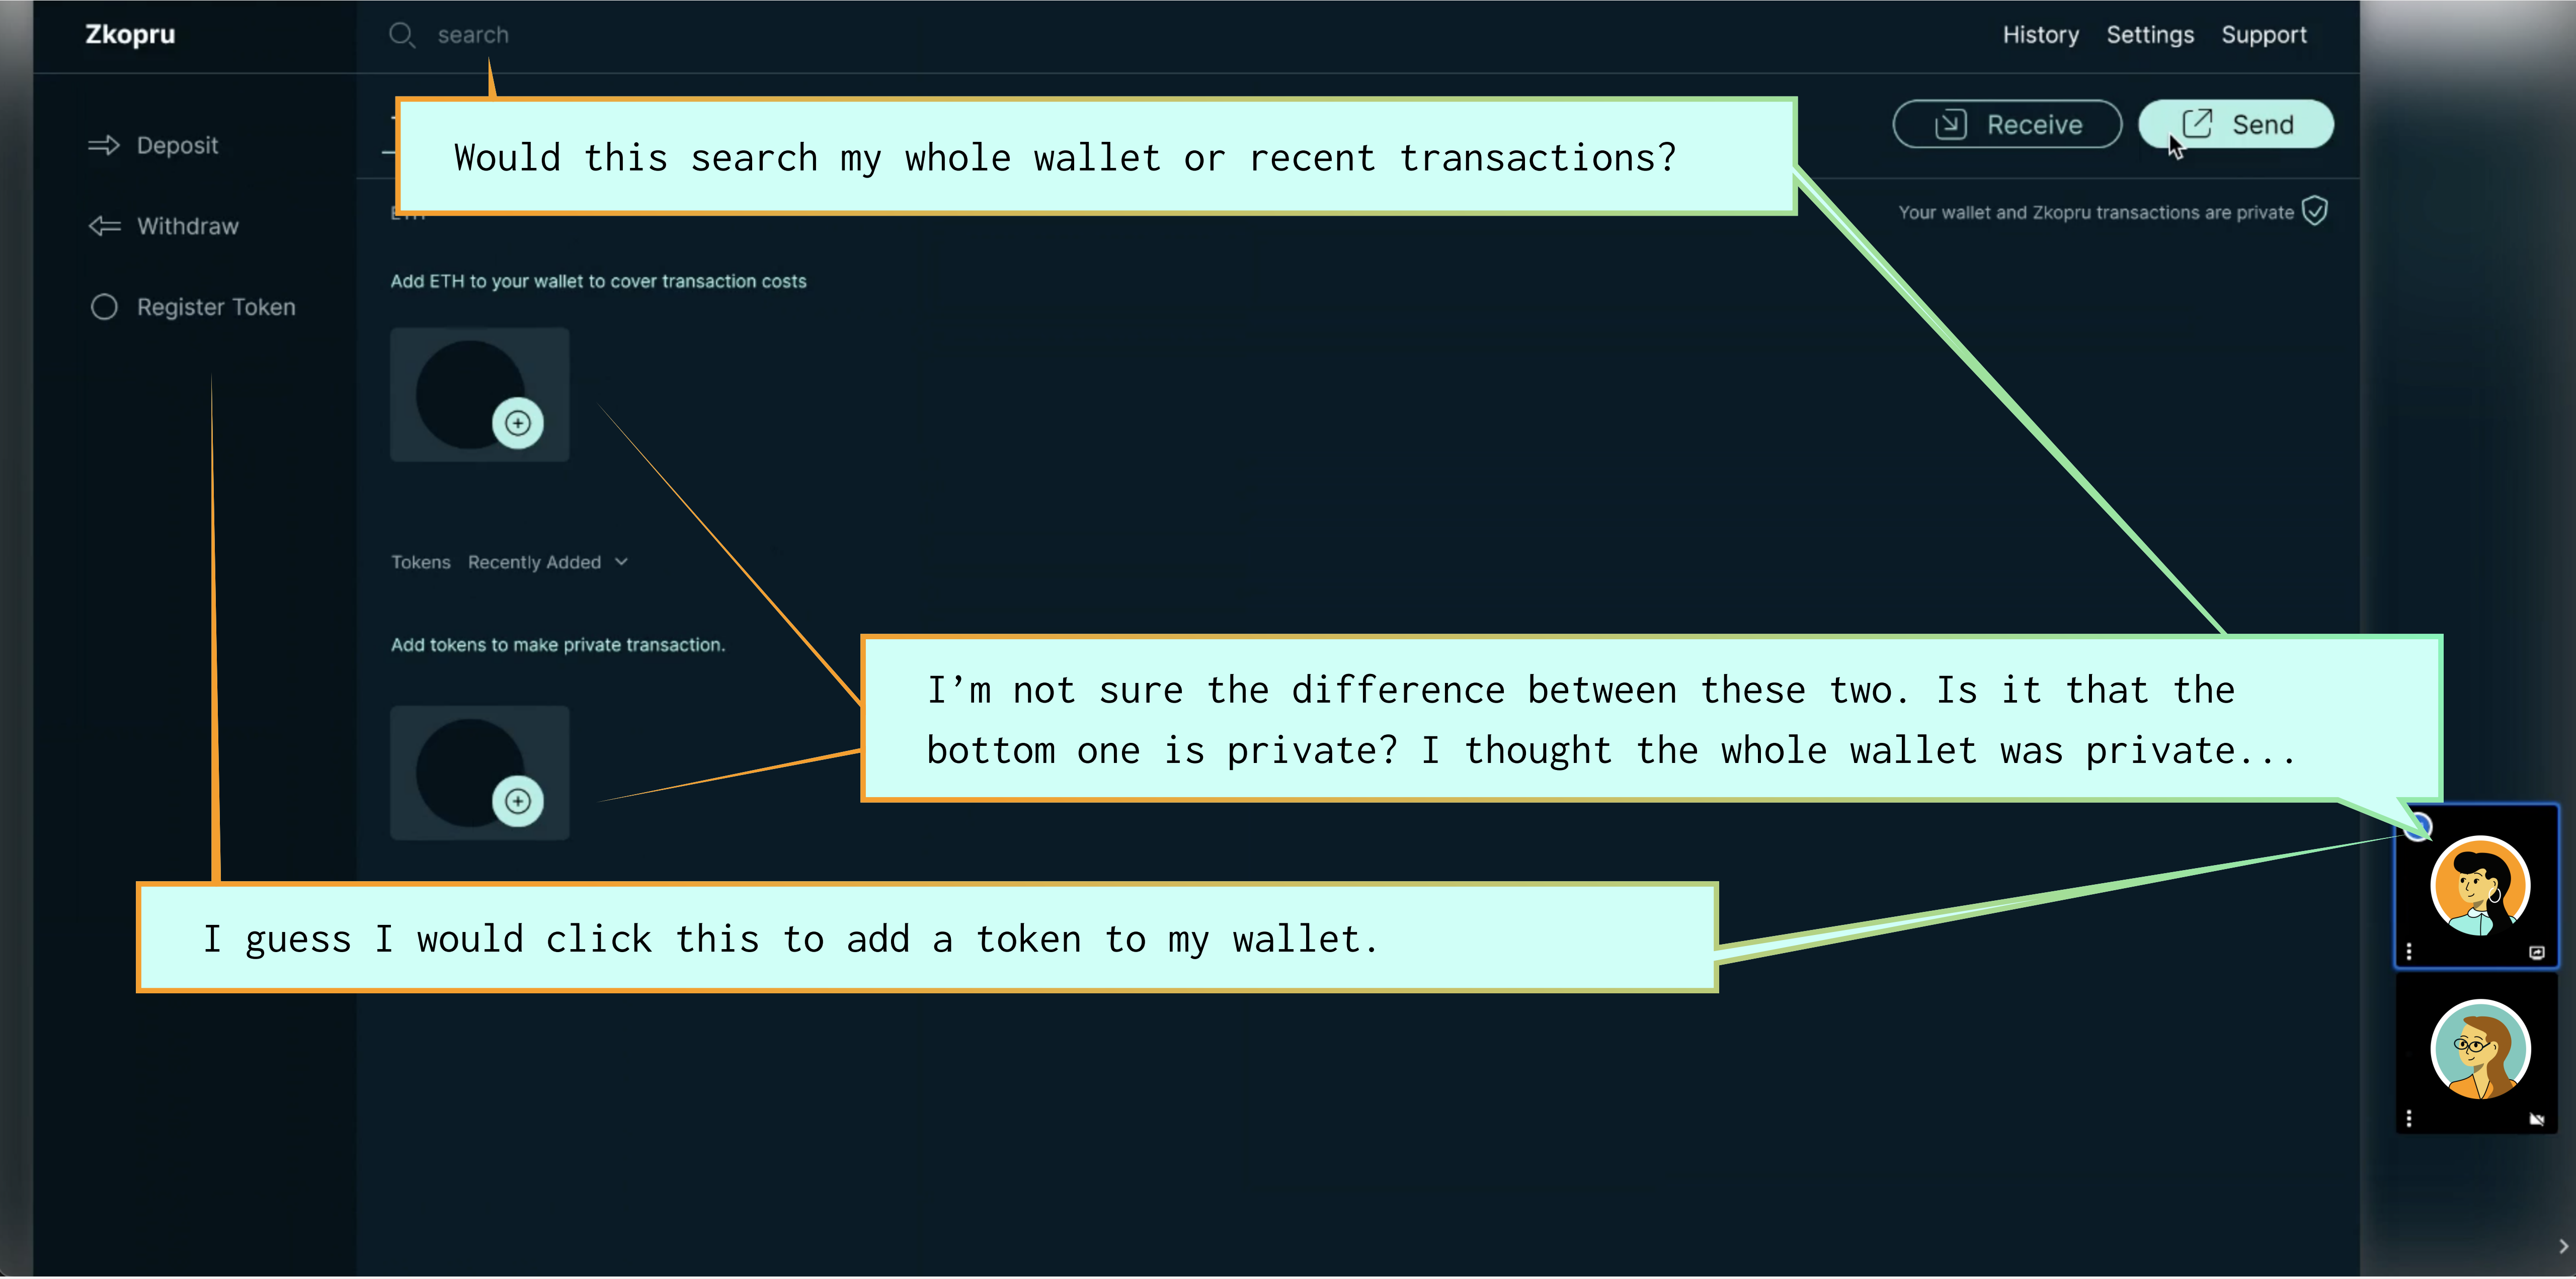 Zkopru
search
History Settings Support
Deposit
Withdraw
Register Token
Would this search my whole wallet or recent transactions?
Receive
Send
Your wallet and Zkopru transactions are private
Add ETH to your wallet to cover transaction costs
Tokens Recently Added
Add tokens to make private transaction.
I’m not sure the difference between these two. Is it that the
bottom one is private? I thought the whole wallet was private...
I guess I would click this to add a token to my wallet.